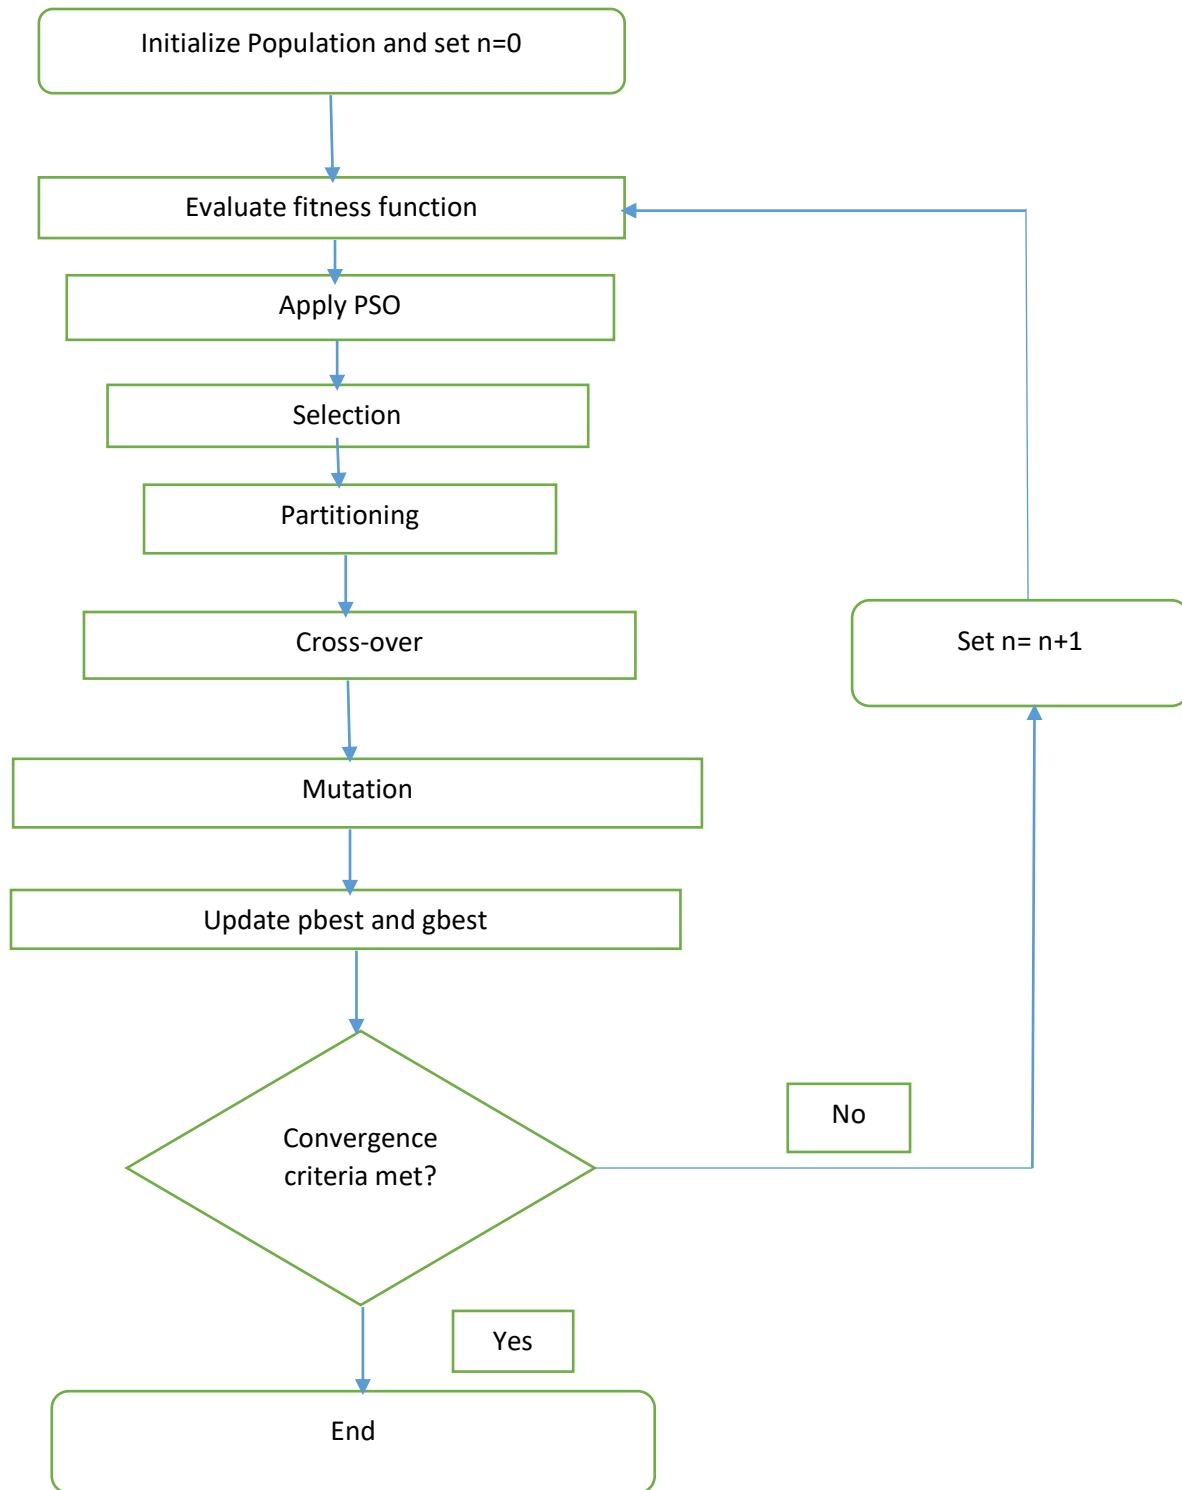 Initialize Population and set n=0
Evaluate fitness function
Apply PSO
Selection
Partitioning
Cross-over
Set n= n+1
Mutation
Update pbest and gbest
Convergence
criteria met?
No
Yes
End